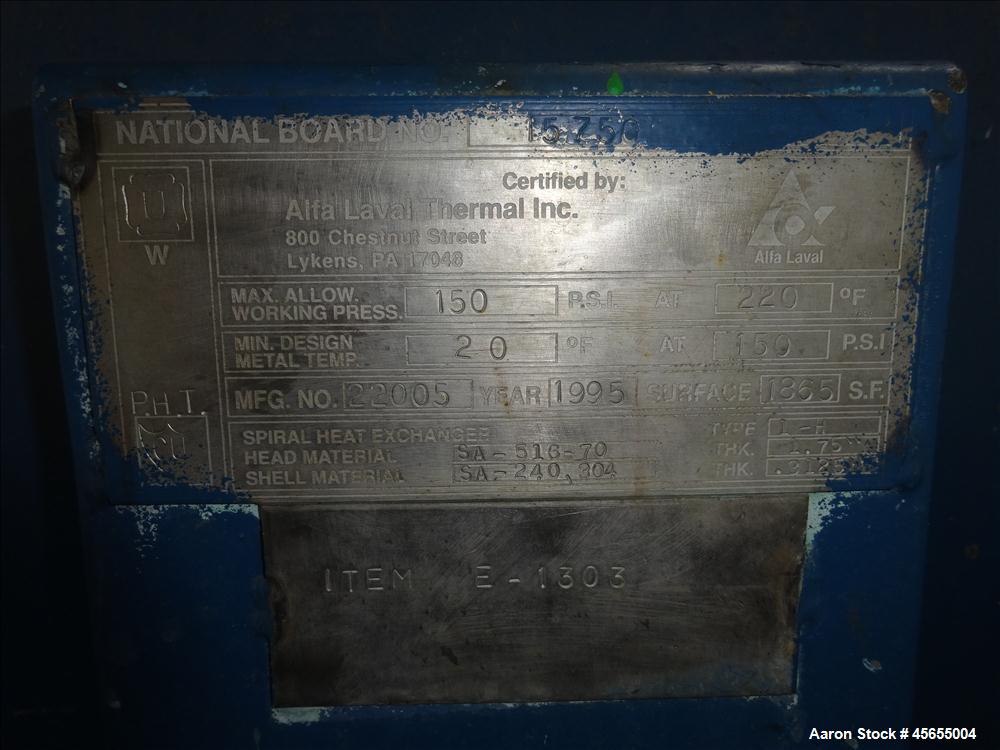 NATIONAL BOARD NO.
U
W
Certified by:
Alfa Laval Thermal Inc.
800 Chestnut Street
Lykens, PA 17048
Alfa Laval
MAX. ALLOW. WORKING PRESS. 150 P.S.I. AT 220 °F
MIN. DESIGN METAL TEMP. 20 °F AT 150 P.S.I
P.H.T.
MFG. NO. 22005 YEAR 1995 SURFACE 1865 S.F.
SPIRAL HEAT EXCHANGER TYPE 1-H
HEAD MATERIAL SA-516-70 THK. 1.75"
SHELL MATERIAL SA-240,304 THK.
ITEM E-1303
Aaron Stock # 45655004